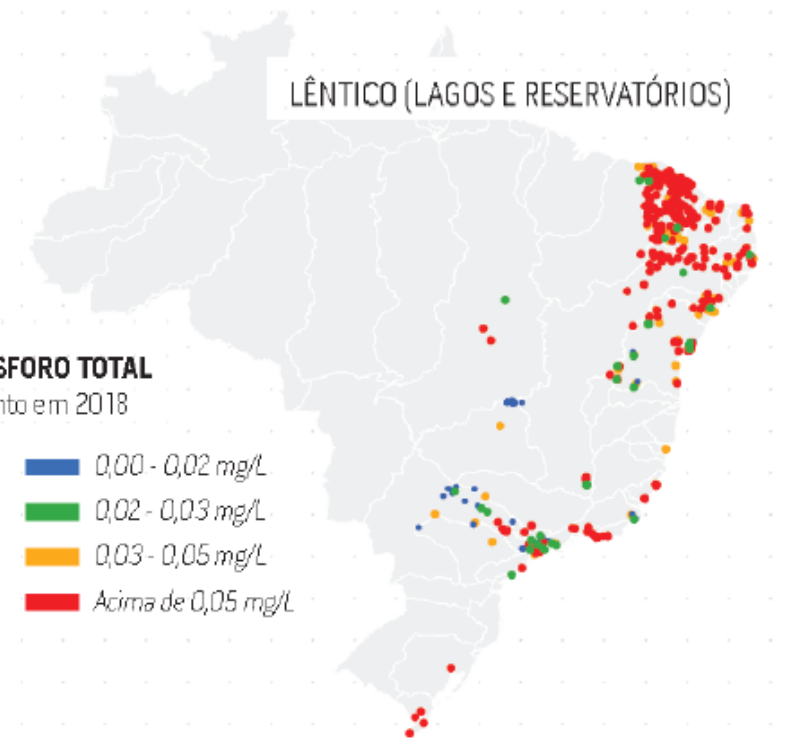 LÊNTICO (LAGOS E RESERVATÓRIOS)
SFORO TOTAL
nto em 2018
0,00 - 0,02 mg/L
0,02 - 0,03 mg/L
0,03 - 0,05 mg/L
Acima de 0,05 mg/L